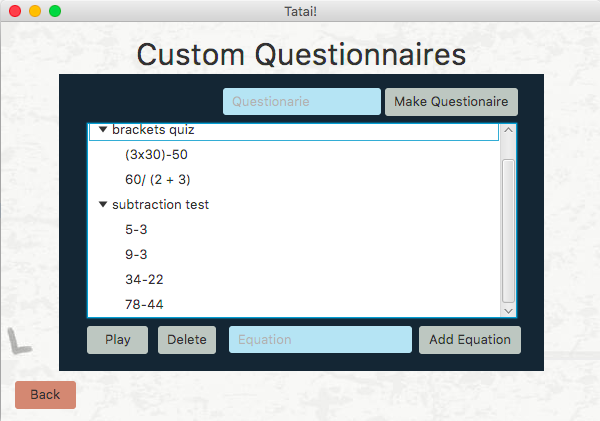 Tatai!
Custom Questionnaires
Questionarie
Make Questionaire
brackets quiz
(3x30)-50
60/ (2 + 3)
subtraction test
5-3
9-3
34-22
78-44
Play
Delete
Equation
Add Equation
Back